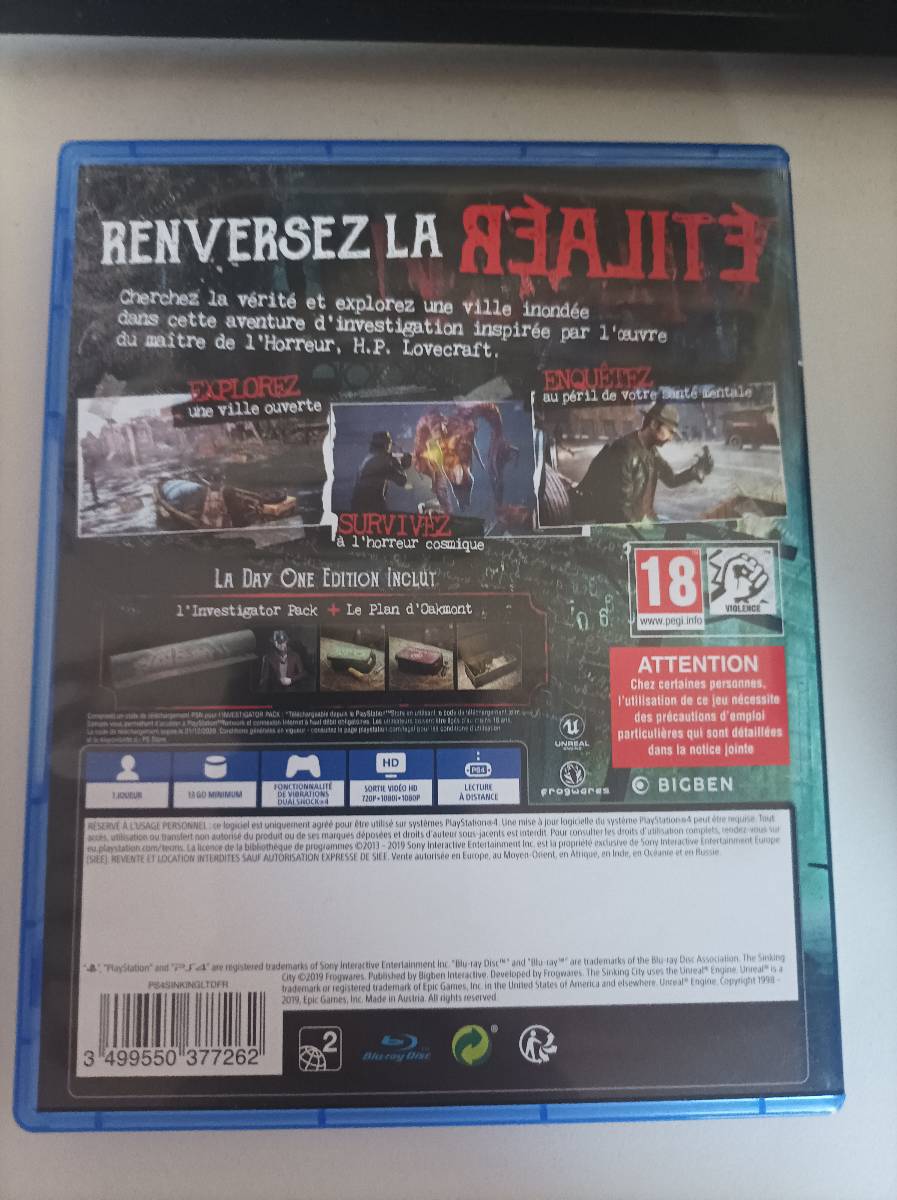 RENVERSEZ LA RÉALITÉ
Cherchez la vérité et explorez une ville inondée
dans cette aventure d'investigation inspirée par l'œuvre
du maître de l'Horreur, H.P. Lovecraft.
EXPLOREZ
une ville ouverte
ENQUÊTEZ
au péril de votre santé mentale
SURVIVEZ
à l'horreur cosmique
LA DAY ONE EDITION INCLUT
l'Investigator Pack + Le Plan d'Oakmont
18
www.pegi.info
VIOLENCE
ATTENTION
Chez certaines personnes,
l'utilisation de ce jeu nécessite
des précautions d'emploi
particulières qui sont détaillées
dans la notice jointe
UNREAL
ENGINE
frogwares
BIGBEN
1 JOUEUR
13 GO MINIMUM
FONCTIONNALITÉ
DE VIBRATIONS
DUALSHOCK®4
HD
SORTIE VIDÉO HD
720P•1080i•1080P
PS4
LECTURE
À DISTANCE
RÉSERVÉ À L'USAGE PERSONNEL : ce logiciel est uniquement agréé pour être utilisé sur systèmes PlayStation®4. Une mise à jour logicielle du système PlayStation®4 peut être requise. Tout
accès, utilisation ou transfert non autorisé du produit ou de ses marques déposées et droits d'auteur sous-jacents est interdit. Pour consulter les droits d'utilisation complets, rendez-vous sur
eu.playstation.com/terms. La licence de la bibliothèque de programmes ©2013 - 2019 Sony Interactive Entertainment Inc. est la propriété exclusive de Sony Interactive Entertainment Europe
(SIEE). REVENTE ET LOCATION INTERDITES SAUF AUTORISATION EXPRESSE DE SIEE. Vente autorisée en Europe, au Moyen-Orient, en Afrique, en Inde, en Océanie et en Russie.
"PlayStation" and "PS4" are registered trademarks of Sony Interactive Entertainment Inc. "Blu-ray Disc™" and "Blu-ray™" are trademarks of the Blu-ray Disc Association. The Sinking
City ©2019 Frogwares. Published by Bigben Interactive. Developed by Frogwares. The Sinking City uses the Unreal® Engine. Unreal® is a
trademark or registered trademark of Epic Games, Inc. in the United States of America and elsewhere. Unreal® Engine, Copyright 1998 -
2019, Epic Games, Inc. Made in Austria. All rights reserved.
PS4SINKINGLTDFR
3 499550 377262
2
Blu-ray Disc